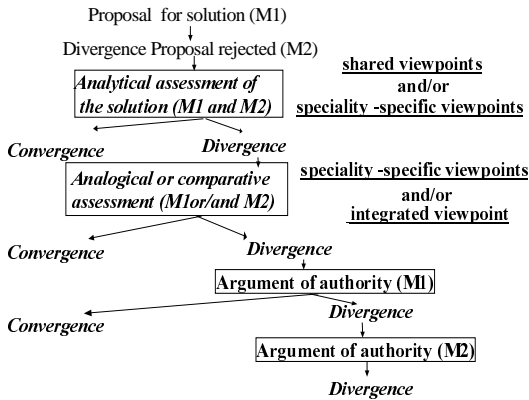 Proposal for solution (M1)
Divergence Proposal rejected (M2)
Analytical assessment of
the solution (M1 and M2)
shared viewpoints
and/or
speciality -specific viewpoints
Convergence
Divergence
Analogical or comparative
assessment (M1or/and M2)
speciality -specific viewpoints
and/or
integrated viewpoint
Convergence
Divergence
Argument of authority (M1)
Convergence
Divergence
Argument of authority (M2)
Divergence